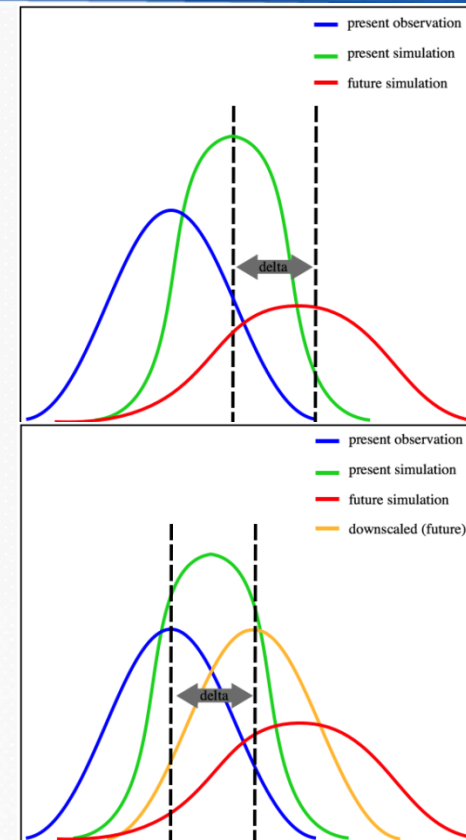 present observation
present simulation
future simulation
delta
present observation
present simulation
future simulation
downscaled (future)
delta